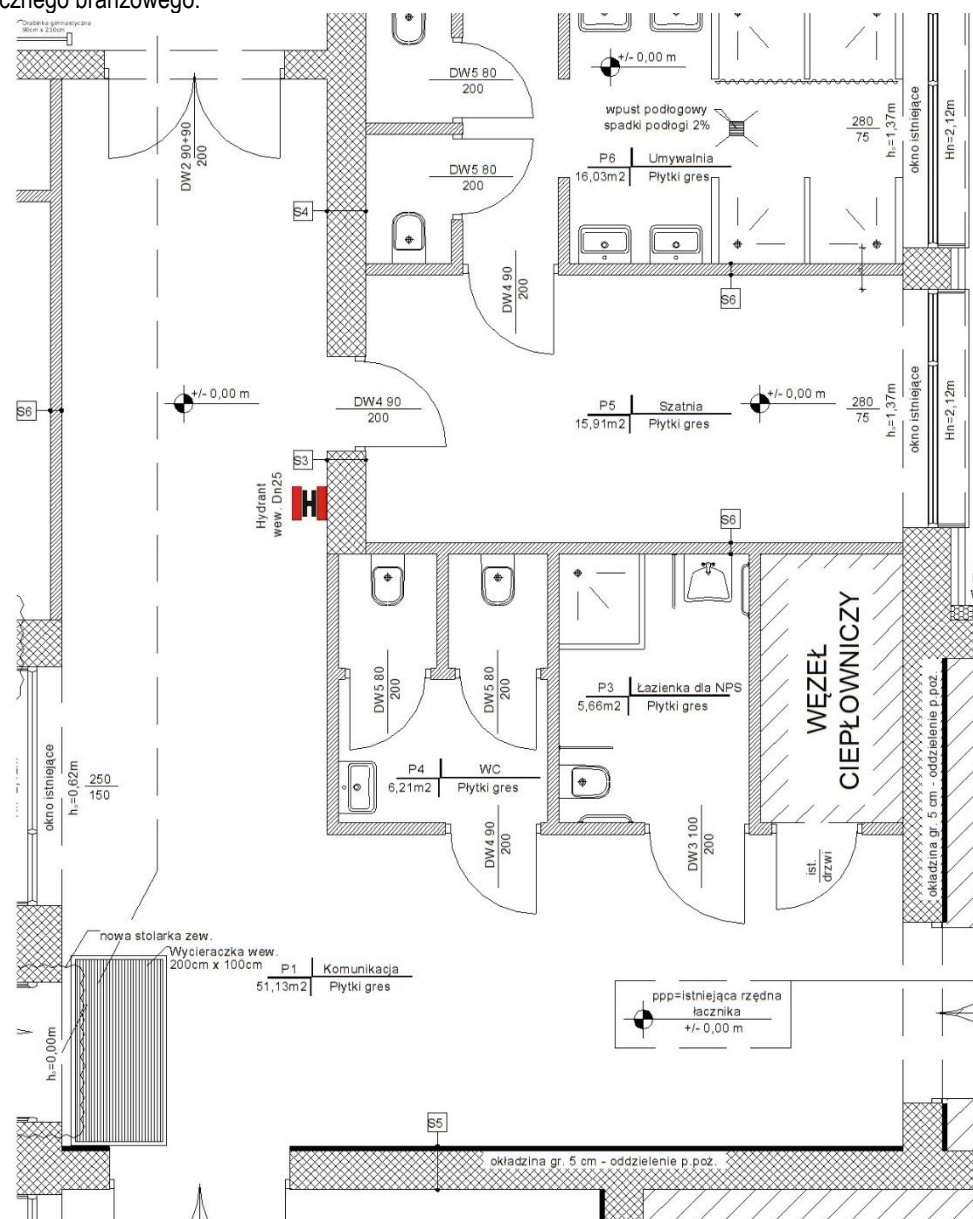 cznego branżowego.
Drabinka gimnastyczna
90cm x 250cm
DW2 90+90
200
DW5 80
200
+/- 0,00 m
wpust podłogowy
spadki podłogi 2%
280
75
hₚ=1,37m
okno istniejące
Hn=2,12m
DW5 80
200
P6 Umywalnia
16,03m2 Płytki gres
S4
DW4 90
200
S6
+/- 0,00 m
S6
DW4 90
200
P5 Szatnia
15,91m2 Płytki gres
+/- 0,00 m
280
75
hₚ=1,37m
okno istniejące
Hn=2,12m
S3
Hydrant
wew. Dn25
H
S6
DW5 80
200
DW5 80
200
P3 Łazienka dla NPS
5,66m2 Płytki gres
WĘZEŁ
CIEPŁOWNICZY
okładzina gr. 5 cm - oddzielenie p.poż.
okno istniejące
hₚ=0,62m
250
150
P4 WC
6,21m2 Płytki gres
DW4 90
200
DW3 100
200
ist.
drzwi
nowa stolarka zew.
Wycieraczka wew.
200cm x 100cm
P1 Komunikacja
51,13m2 Płytki gres
ppp=istniejąca rzędna
łacznika
+/- 0,00 m
hₚ=0,00m
S5
okładzina gr. 5 cm - oddzielenie p.poż.